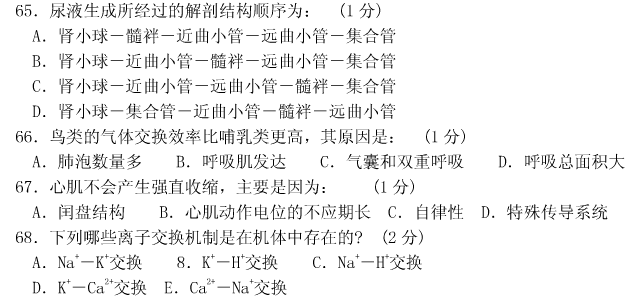 65．尿液生成所经过的解剖结构顺序为： (1 分)
A．肾小球－髓袢－近曲小管－远曲小管－集合管
B．肾小球－近曲小管－髓袢－远曲小管－集合管
C．肾小球－近曲小管－远曲小管－髓袢－集合管
D．肾小球－集合管－近曲小管－髓袢－远曲小管
66．鸟类的气体交换效率比哺乳类更高，其原因是： (1 分)
A．肺泡数量多 B．呼吸肌发达 C．气囊和双重呼吸 D．呼吸总面积大
67．心肌不会产生强直收缩，主要是因为： (1 分)
A．闰盘结构 B．心肌动作电位的不应期长 C．自律性 D．特殊传导系统
68．下列哪些离子交换机制是在机体中存在的? (2 分)
A．Na⁺－K⁺交换 8．K⁺－H⁺交换 C．Na⁺－H⁺交换
D．K⁺－Ca²⁺交换 E．Ca²⁺－Na⁺交换